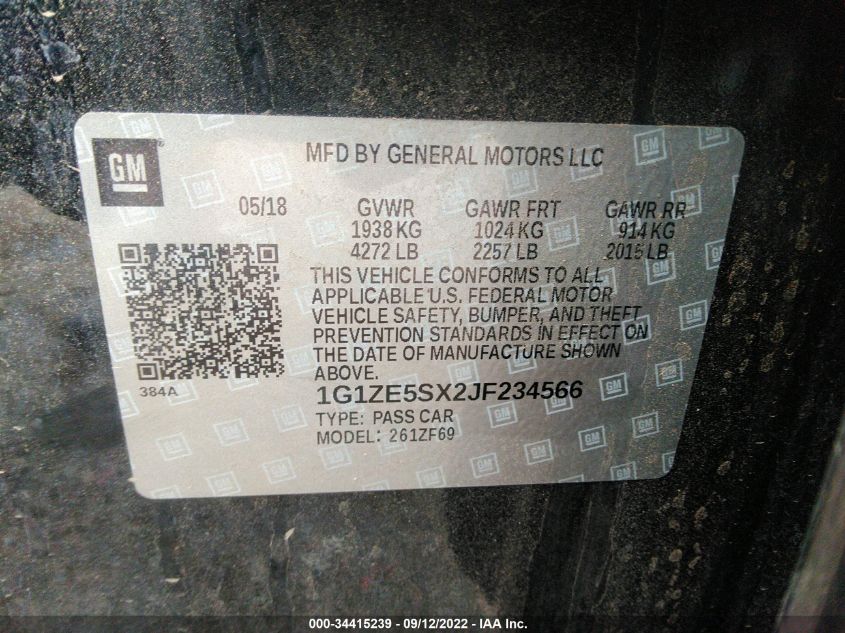 GM
®
MFD BY GENERAL MOTORS LLC
05/18 GVWR GAWR FRT GAWR RR
1938 KG 1024 KG 914 KG
4272 LB 2257 LB 2015 LB
THIS VEHICLE CONFORMS TO ALL
APPLICABLE U.S. FEDERAL MOTOR
VEHICLE SAFETY, BUMPER, AND THEFT
PREVENTION STANDARDS IN EFFECT ON
THE DATE OF MANUFACTURE SHOWN
ABOVE.
384A
1G1ZE5SX2JF234566
TYPE: PASS CAR
MODEL: 261ZF69
000-34415239 - 09/12/2022 - IAA Inc.